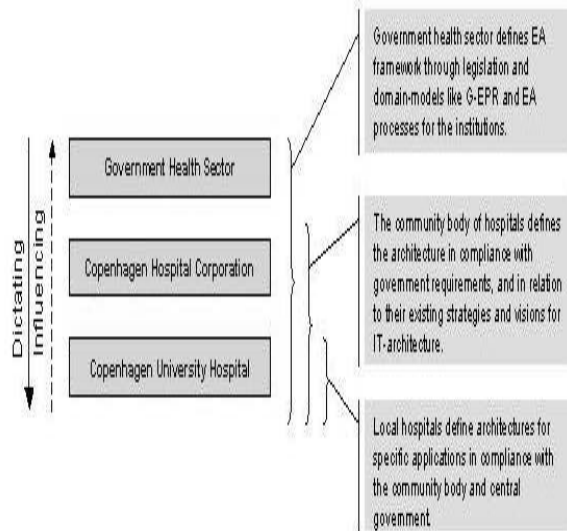 Government health sector defines EA
framework through legislation and
domain-models like G-EPR and EA
processes for the institutions.
Dictating
Influencing
Government Health Sector
Copenhagen Hospital Corporation
Copenhagen University Hospital
The community body of hospitals defines
the architecture in compliance with
government requirements, and in relation
to their existing strategies and visions for
IT-architecture.
Local hospitals define architectures for
specific applications in compliance with
the community body and central
government.